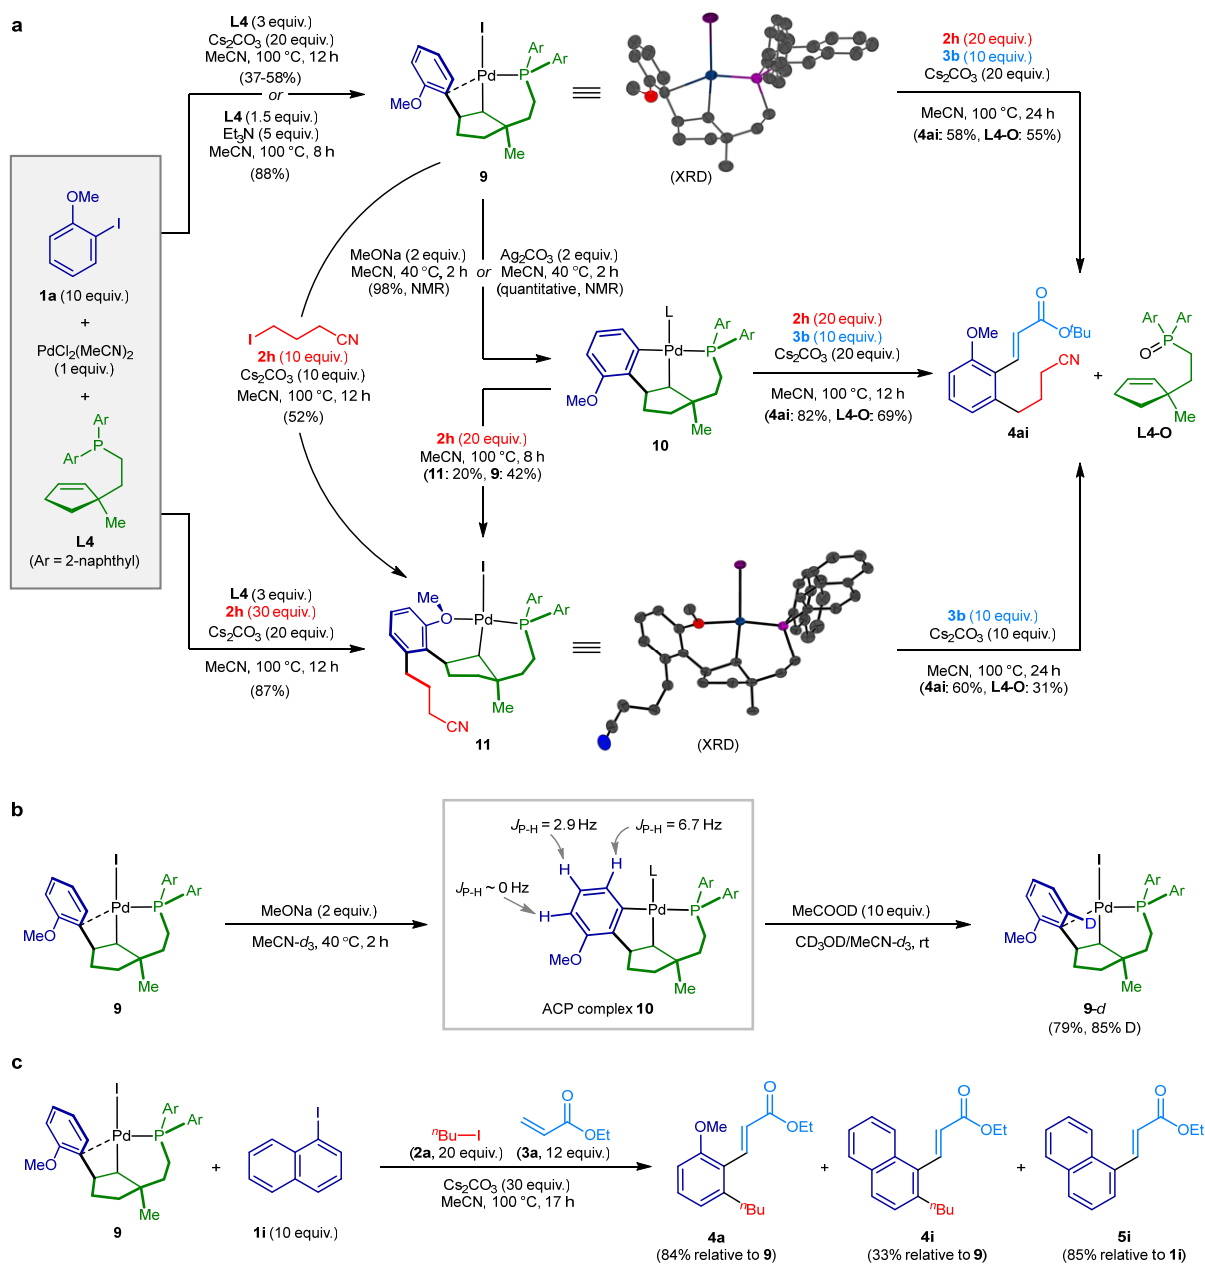 a
L4 (3 equiv.)
Cs2CO3 (20 equiv.)
MeCN, 100 °C, 12 h
(37-58%)
or
L4 (1.5 equiv.)
Et3N (5 equiv.)
MeCN, 100 °C, 8 h
(88%)
I
Pd
P
Ar
Ar
MeO
Me
9
(XRD)
2h (20 equiv.)
3b (10 equiv.)
Cs2CO3 (20 equiv.)
MeCN, 100 °C, 24 h
(4ai: 58%, L4-O: 55%)
OMe
I
1a (10 equiv.)
+
PdCl2(MeCN)2
(1 equiv.)
+
Ar
Ar
P
Me
L4
(Ar = 2-naphthyl)
MeONa (2 equiv.)
MeCN, 40 °C, 2 h
(98%, NMR)
or
Ag2CO3 (2 equiv.)
MeCN, 40 °C, 2 h
(quantitative, NMR)
I
CN
2h (10 equiv.)
Cs2CO3 (10 equiv.)
MeCN, 100 °C, 12 h
(52%)
L
Pd
P
Ar
Ar
MeO
Me
10
2h (20 equiv.)
3b (10 equiv.)
Cs2CO3 (20 equiv.)
MeCN, 100 °C, 12 h
(4ai: 82%, L4-O: 69%)
O
OtBu
OMe
CN
4ai
+
Ar
Ar
P
O
Me
L4-O
2h (20 equiv.)
MeCN, 100 °C, 8 h
(11: 20%, 9: 42%)
L4 (3 equiv.)
2h (30 equiv.)
Cs2CO3 (20 equiv.)
MeCN, 100 °C, 12 h
(87%)
I
Me
O
Pd
P
Ar
Ar
Me
CN
11
(XRD)
3b (10 equiv.)
Cs2CO3 (10 equiv.)
MeCN, 100 °C, 24 h
(4ai: 60%, L4-O: 31%)
b
I
Pd
P
Ar
Ar
MeO
Me
9
MeONa (2 equiv.)
MeCN-d3, 40 °C, 2 h
JP-H = 2.9 Hz
JP-H = 6.7 Hz
JP-H ~ 0 Hz
H
H
H
L
Pd
P
Ar
Ar
MeO
Me
ACP complex 10
MeCOOD (10 equiv.)
CD3OD/MeCN-d3, rt
I
Pd
P
Ar
Ar
D
MeO
Me
9-d
(79%, 85% D)
c
I
Pd
P
Ar
Ar
MeO
Me
9
+
I
1i (10 equiv.)
nBu
I
O
OEt
(2a, 20 equiv.) (3a, 12 equiv.)
Cs2CO3 (30 equiv.)
MeCN, 100 °C, 17 h
O
OEt
OMe
nBu
4a
(84% relative to 9)
+
O
OEt
nBu
4i
(33% relative to 9)
+
O
OEt
5i
(85% relative to 1i)